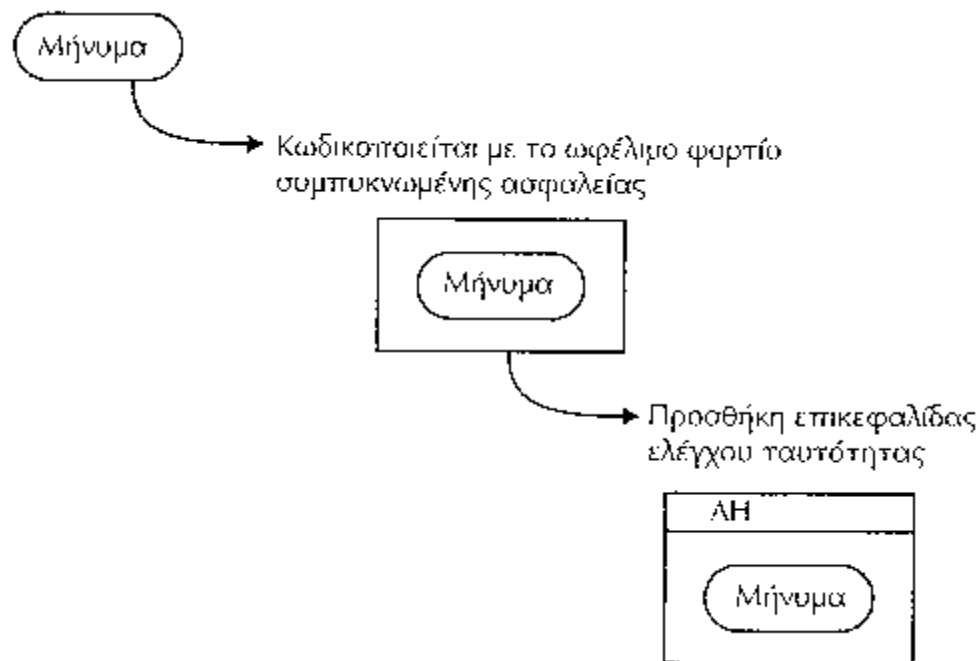 Μήνυμα
Κωδικοποιείται με το ωφέλιμο φορτίο
συμπυκνωμένης ασφαλείας
Μήνυμα
Προσθήκη επικεφαλίδας
ελέγχου ταυτότητας
AH
Μήνυμα